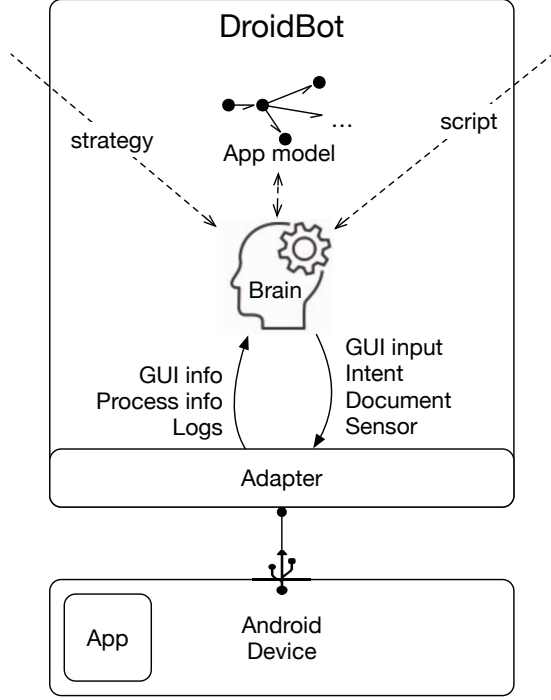 DroidBot
...
App model
strategy
script
Brain
GUI info
Process info
Logs
GUI input
Intent
Document
Sensor
Adapter
App
Android
Device